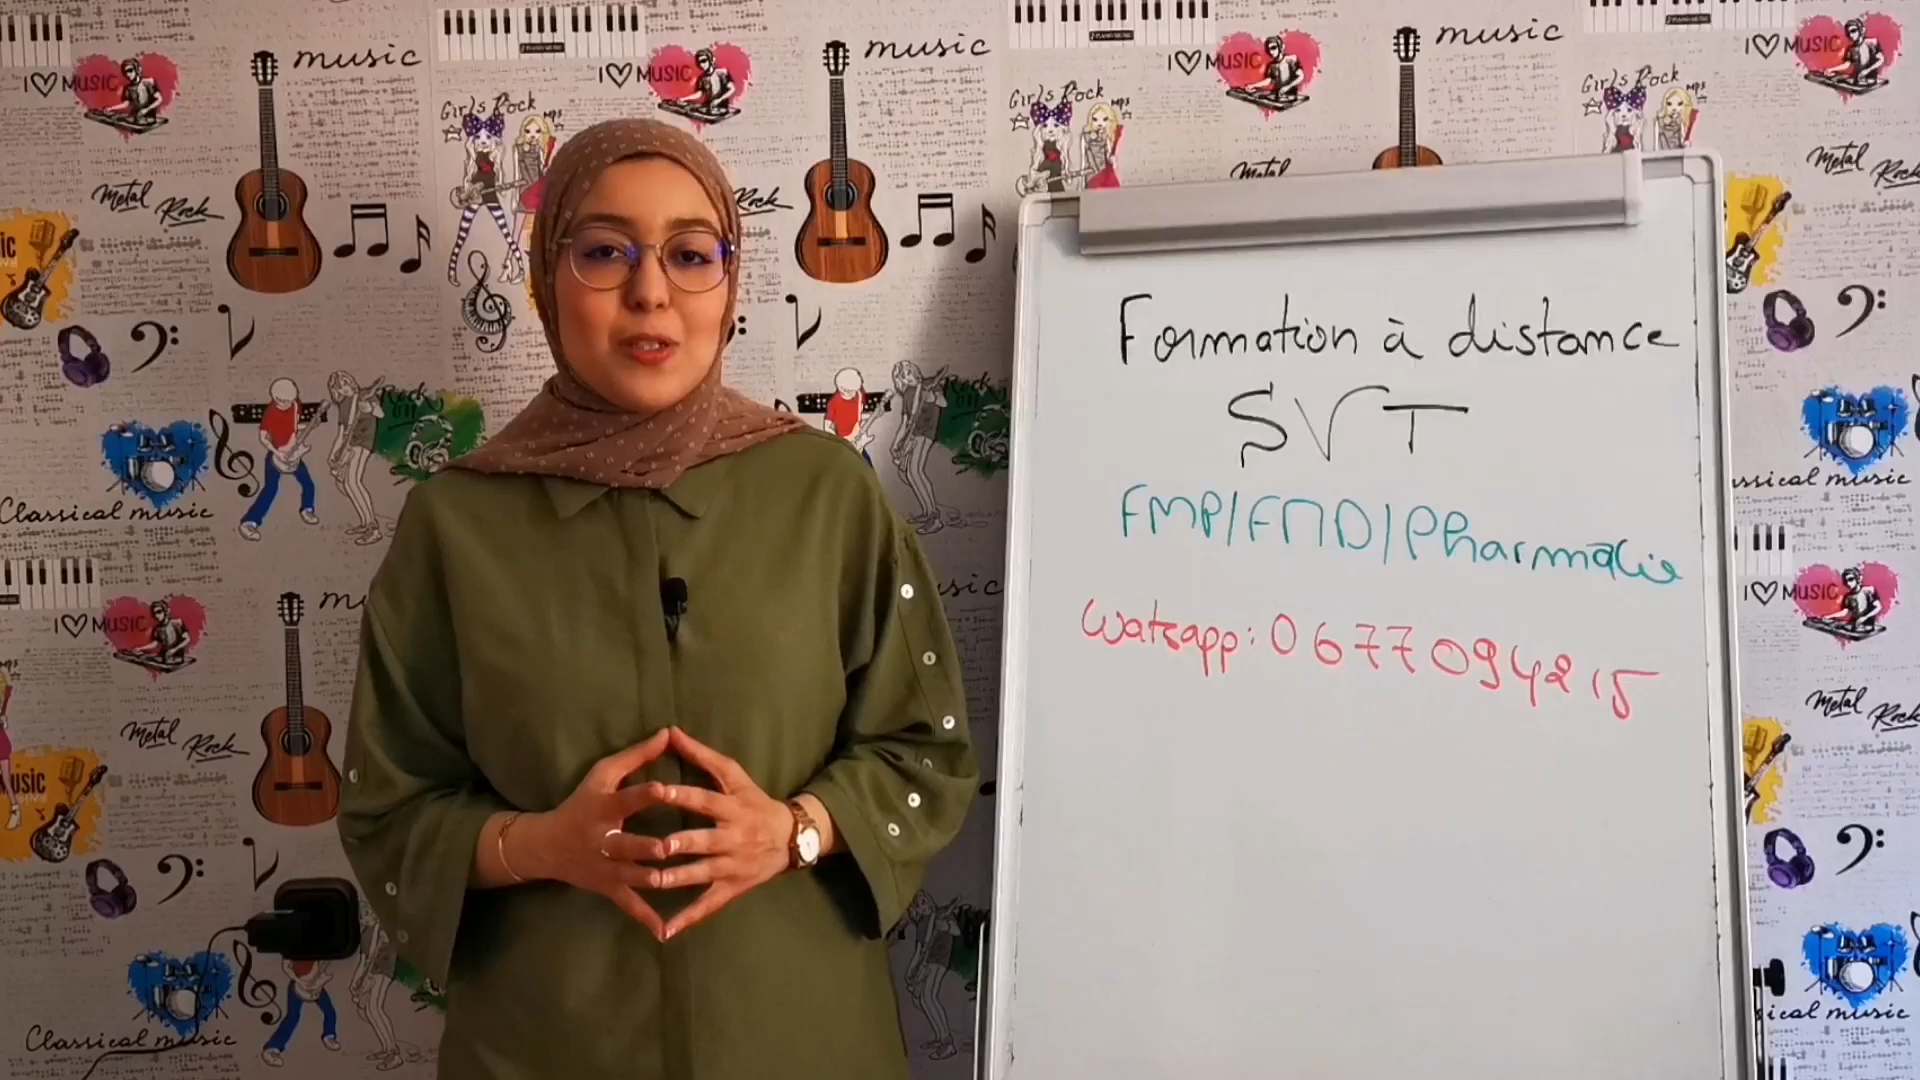 Formation à distance
SVT
FMP/FMD/Pharmacie
Watsapp: 0677094215
I ♡ MUSIC
music
Girls Rock
Metal
Rock
Classical music